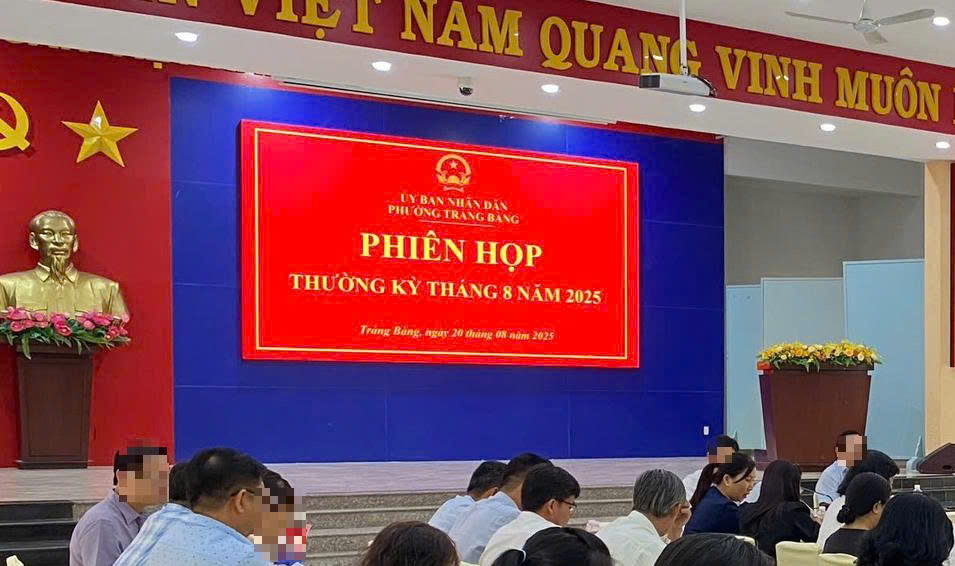 VIỆT NAM QUANG VINH MUÔN
ỦY BAN NHÂN DÂN
PHƯỜNG TRẢNG BÀNG
PHIÊN HỌP
THƯỜNG KỲ THÁNG 8 NĂM 2025
Trảng Bàng, ngày 20 tháng 08 năm 2025